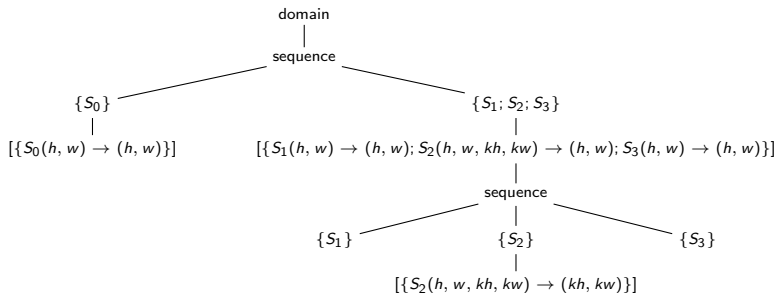 domain
sequence
{S₀} {S₁; S₂; S₃}
[{S₀(h, w) → (h, w)}] [{S₁(h, w) → (h, w); S₂(h, w, kh, kw) → (h, w); S₃(h, w) → (h, w)}]
sequence
{S₁} {S₂} {S₃}
[{S₂(h, w, kh, kw) → (kh, kw)}]